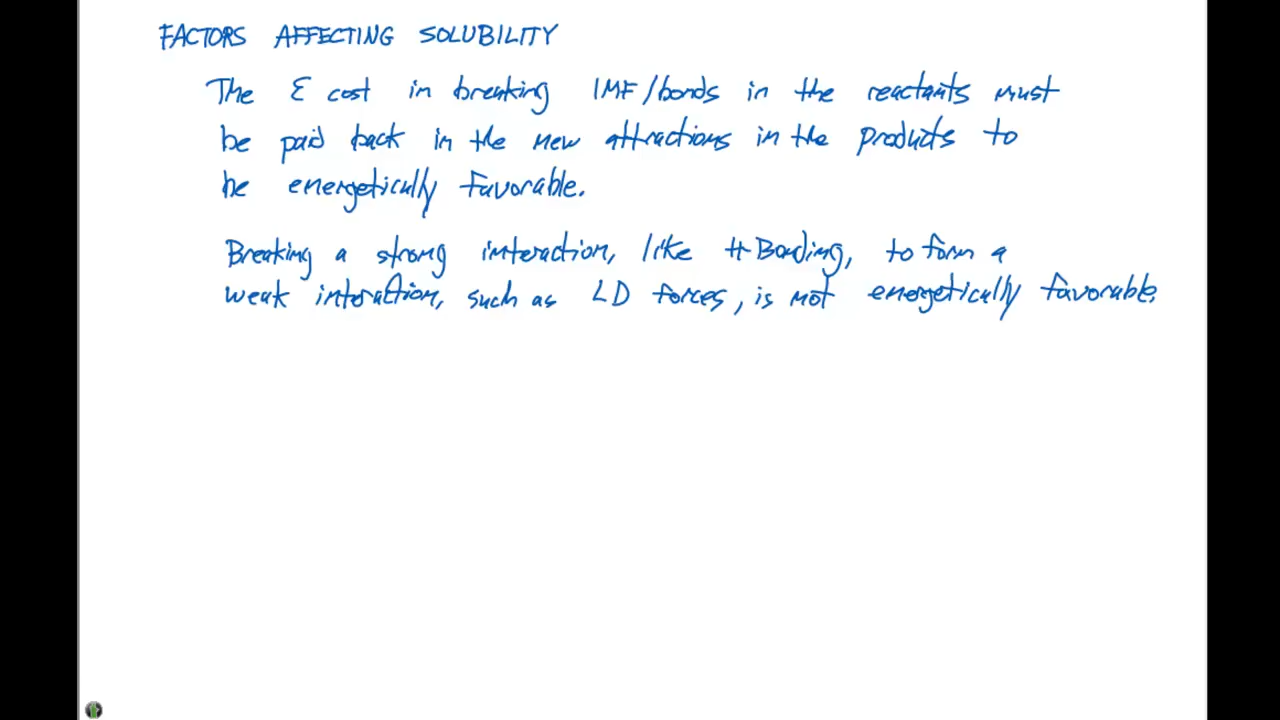 FACTORS AFFECTING SOLUBILITY
The E cost in breaking IMF/bonds in the reactants must
be paid back in the new attractions in the products to
be energetically favorable.
Breaking a strong interaction, like H-Bonding, to form a
weak interaction, such as LD forces, is not energetically favorable.